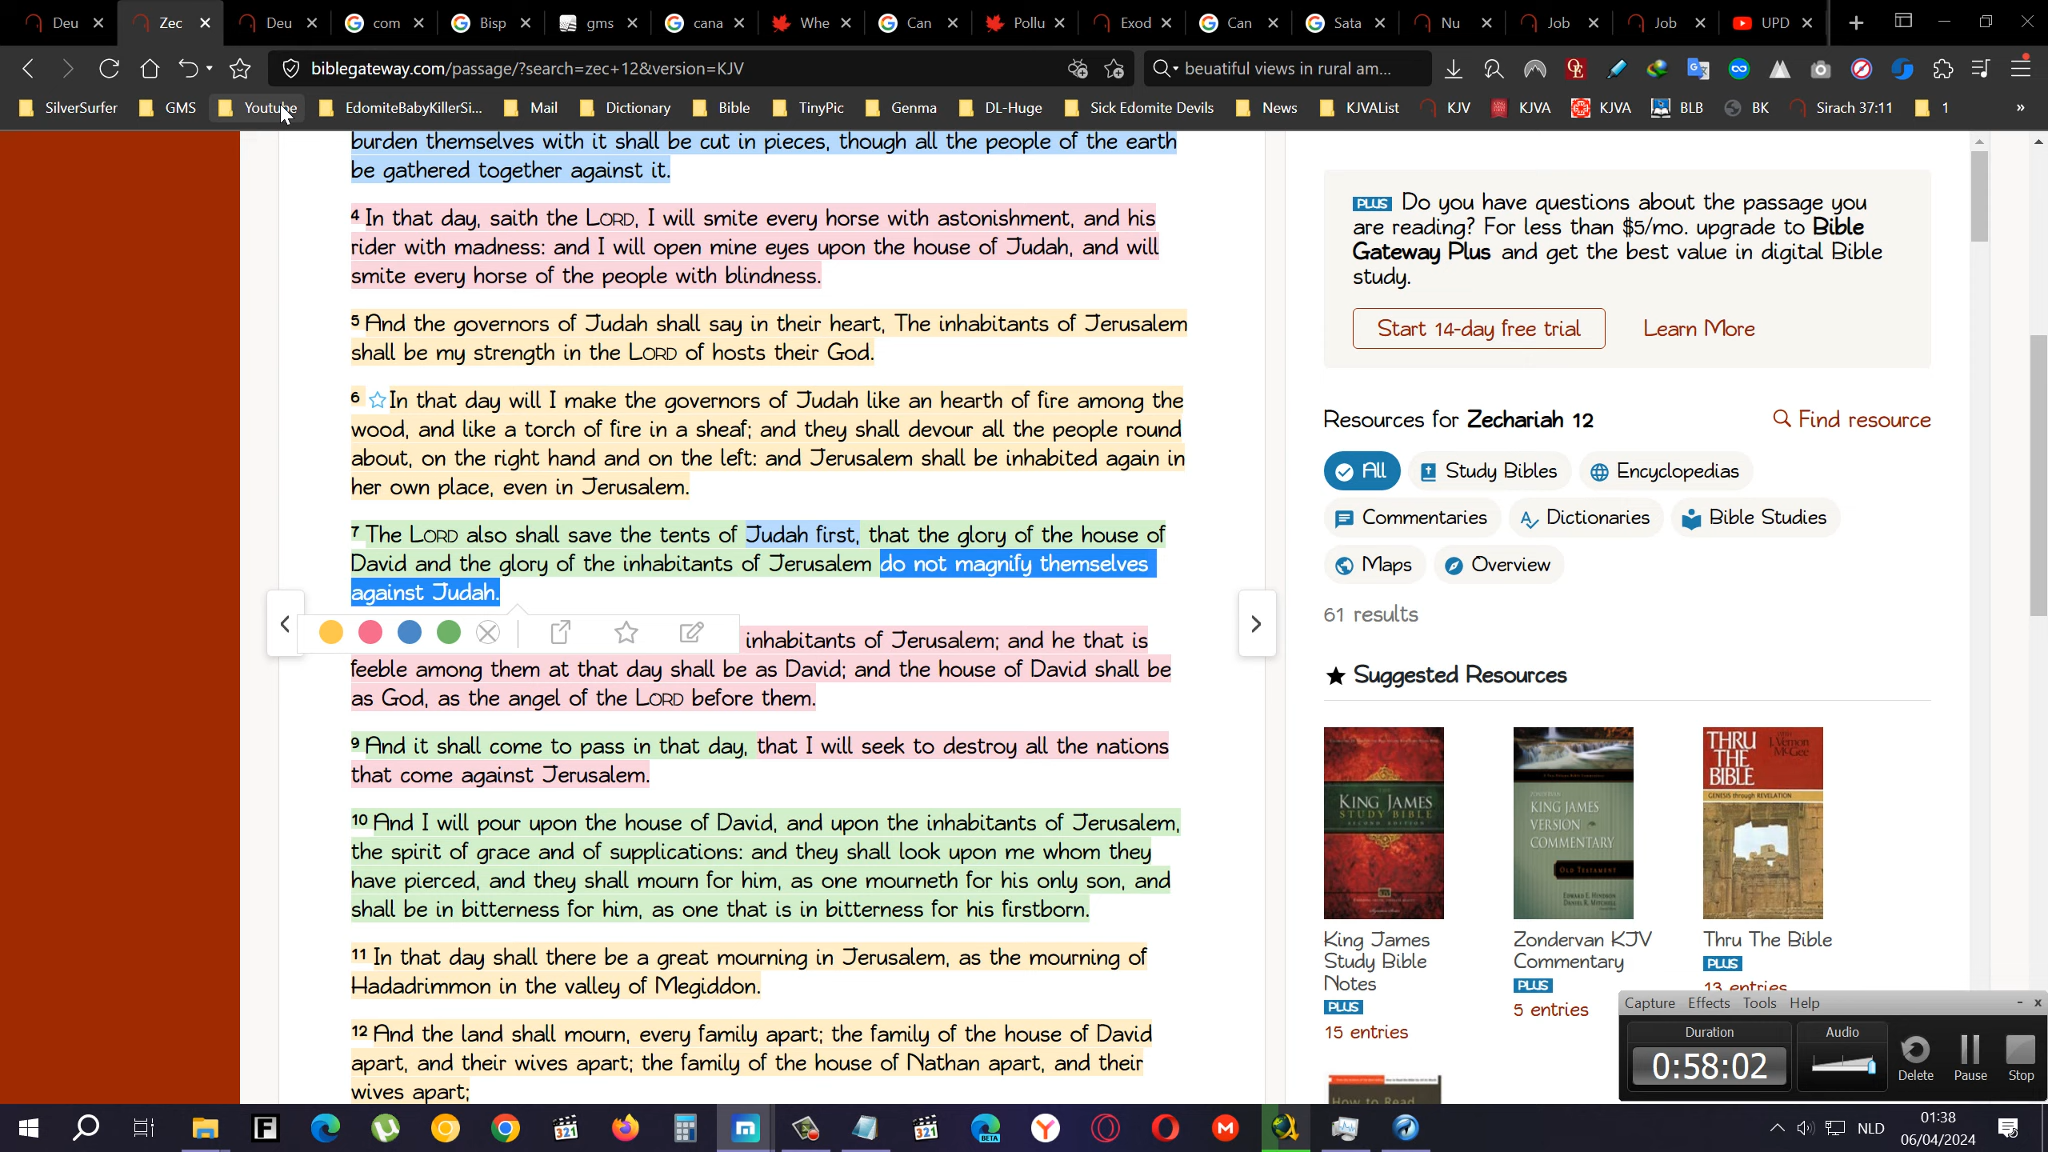 Deu
Zec
Deu
com
Bisp
gms
cana
Whe
Can
Pollu
Exod
Can
Sata
Nu
Job
Job
UPD
biblegateway.com/passage/?search=zec+12&version=KJV
beuatiful views in rural am...
SilverSurfer
GMS
Youtube
EdomiteBabyKillerSi...
Mail
Dictionary
Bible
TinyPic
Genma
DL-Huge
Sick Edomite Devils
News
KJVAList
KJV
KJVA
KJVA
BLB
BK
Sirach 37:11
1
»
burden themselves with it shall be cut in pieces, though all the people of the earth
be gathered together against it.
4 In that day, saith the LORD, I will smite every horse with astonishment, and his
rider with madness: and I will open mine eyes upon the house of Judah, and will
smite every horse of the people with blindness.
5 And the governors of Judah shall say in their heart, The inhabitants of Jerusalem
shall be my strength in the LORD of hosts their God.
6 In that day will I make the governors of Judah like an hearth of fire among the
wood, and like a torch of fire in a sheaf; and they shall devour all the people round
about, on the right hand and on the left: and Jerusalem shall be inhabited again in
her own place, even in Jerusalem.
7 The LORD also shall save the tents of Judah first, that the glory of the house of
David and the glory of the inhabitants of Jerusalem do not magnify themselves
against Judah.
inhabitants of Jerusalem; and he that is
feeble among them at that day shall be as David; and the house of David shall be
as God, as the angel of the LORD before them.
9 And it shall come to pass in that day, that I will seek to destroy all the nations
that come against Jerusalem.
10 And I will pour upon the house of David, and upon the inhabitants of Jerusalem,
the spirit of grace and of supplications: and they shall look upon me whom they
have pierced, and they shall mourn for him, as one mourneth for his only son, and
shall be in bitterness for him, as one that is in bitterness for his firstborn.
11 In that day shall there be a great mourning in Jerusalem, as the mourning of
Hadadrimmon in the valley of Megiddon.
12 And the land shall mourn, every family apart; the family of the house of David
apart, and their wives apart; the family of the house of Nathan apart, and their
wives apart;
PLUS Do you have questions about the passage you
are reading? For less than $5/mo. upgrade to Bible
Gateway Plus and get the best value in digital Bible
study.
Start 14-day free trial
Learn More
Resources for Zechariah 12
Find resource
All
Study Bibles
Encyclopedias
Commentaries
Dictionaries
Bible Studies
Maps
Overview
61 results
Suggested Resources
KING JAMES
STUDY BIBLE
SECOND EDITION
KING JAMES
VERSION
COMMENTARY
OLD TESTAMENT
THRU
THE
BIBLE
J. Vernon
McGee
GENESIS through REVELATION
King James
Study Bible
Notes
PLUS
15 entries
Zondervan KJV
Commentary
PLUS
5 entries
Thru The Bible
PLUS
13 entries
How to Read
Capture
Effects
Tools
Help
Duration
0:58:02
Audio
Delete
Pause
Stop
321
321
BETA
NLD
01:38
06/04/2024